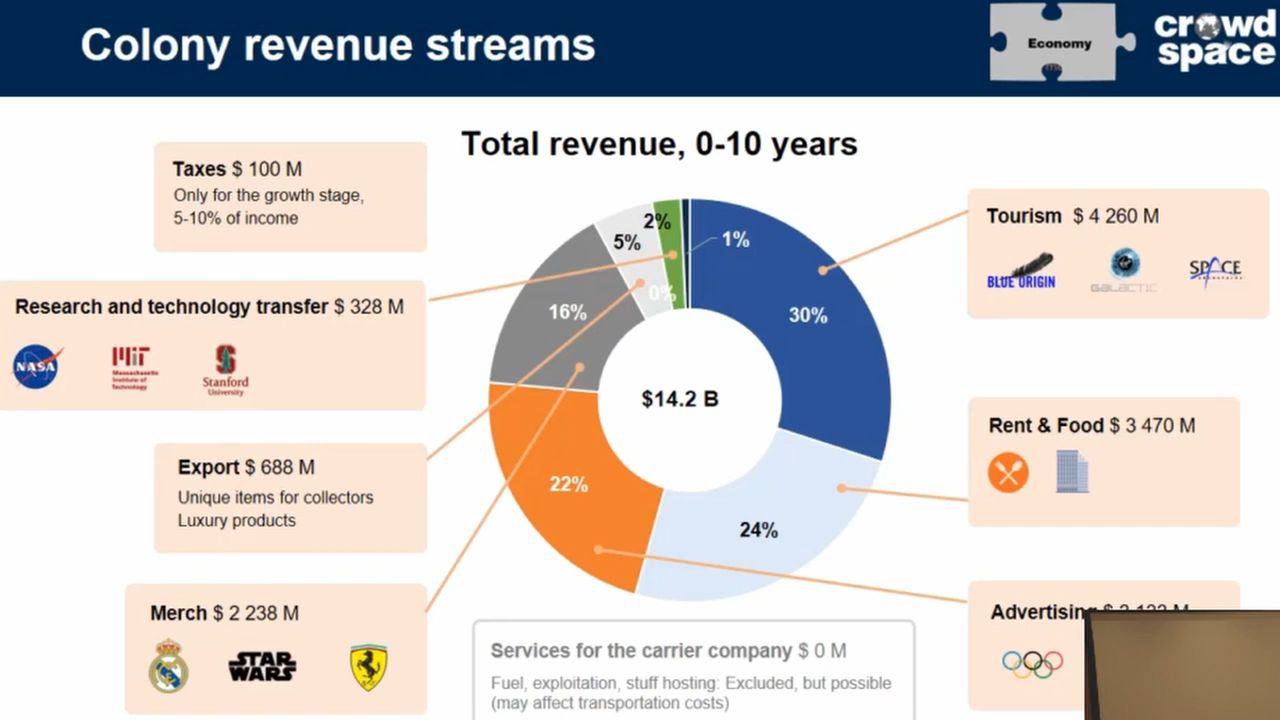 Colony revenue streams
Economy
crowd
space
Total revenue, 0-10 years
Taxes $ 100 M
Only for the growth stage,
5-10% of income
Research and technology transfer $ 328 M
NASA
MIT
Massachusetts
Institute of
Technology
Stanford
University
Export $ 688 M
Unique items for collectors
Luxury products
Merch $ 2 238 M
STAR
WARS
2%
5%
1%
0%
16%
30%
$14.2 B
22%
24%
Services for the carrier company $ 0 M
Fuel, exploitation, stuff hosting: Excluded, but possible
(may affect transportation costs)
Tourism $ 4 260 M
BLUE ORIGIN
GALACTIC
SPACE
Rent & Food $ 3 470 M
Advertising